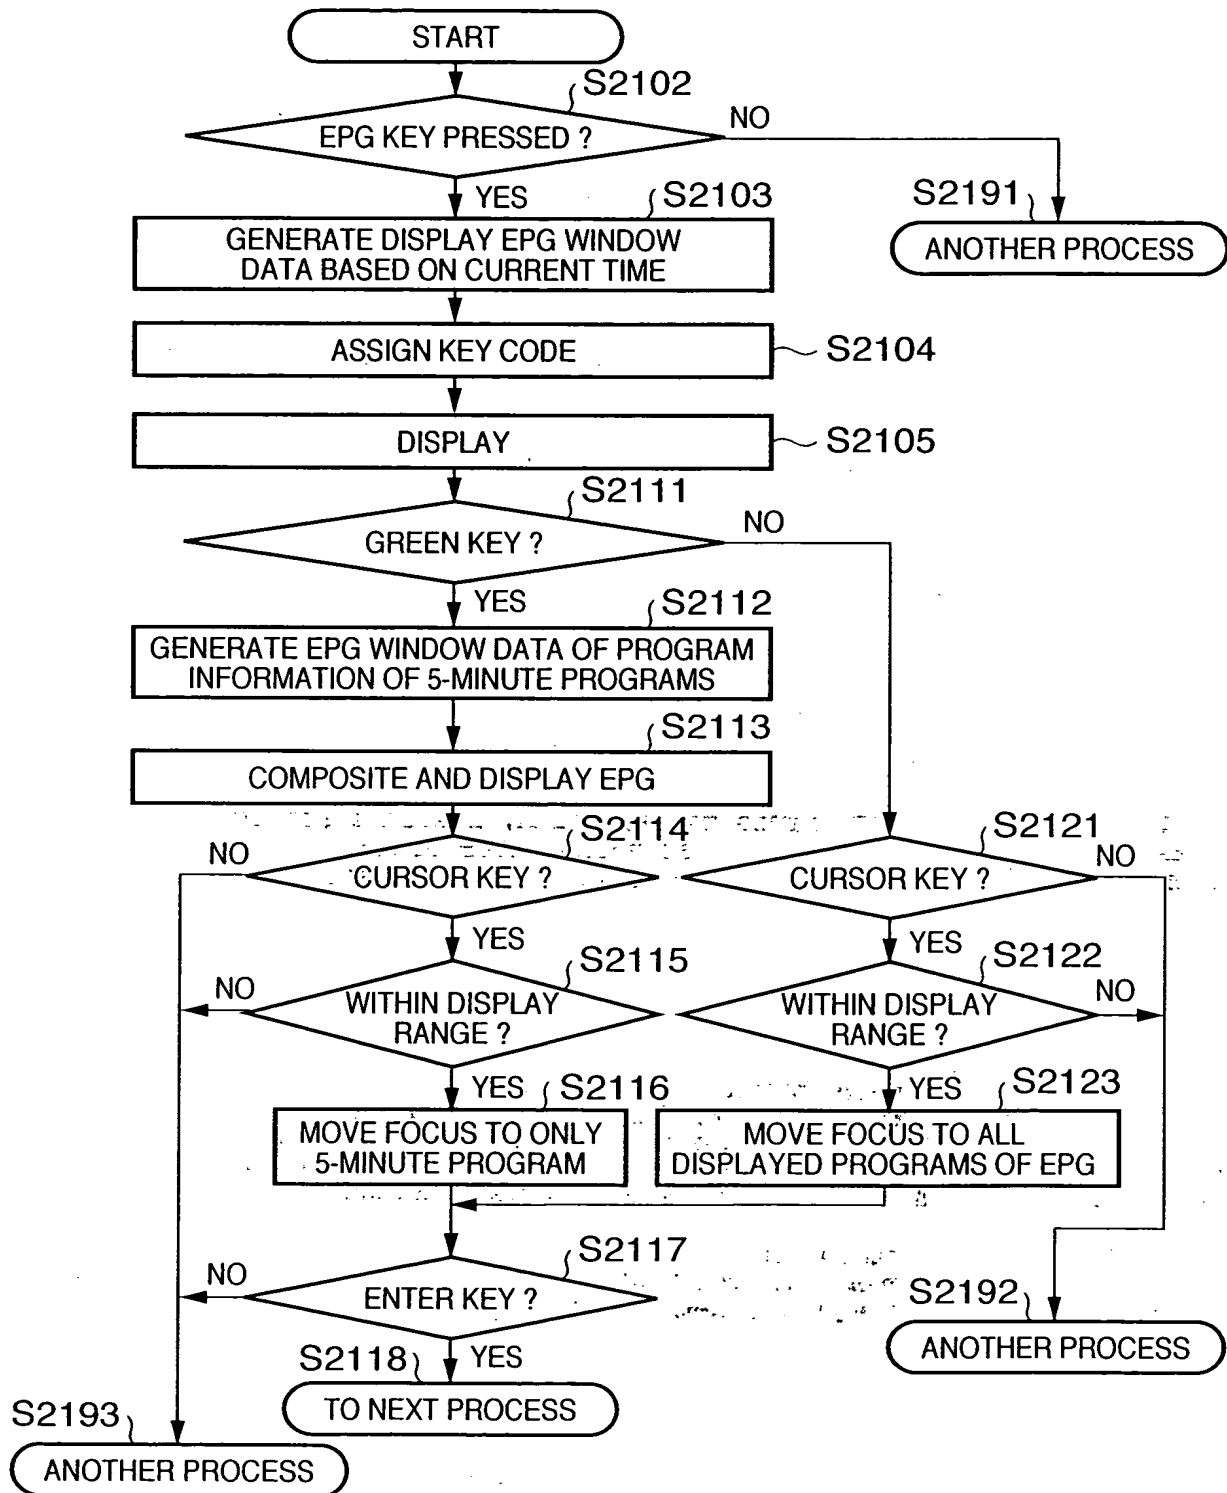 START
S2102
EPG KEY PRESSED ?
NO
YES
S2103
S2191
GENERATE DISPLAY EPG WINDOW
DATA BASED ON CURRENT TIME
ANOTHER PROCESS
ASSIGN KEY CODE
S2104
DISPLAY
S2105
S2111
GREEN KEY ?
NO
YES
S2112
GENERATE EPG WINDOW DATA OF PROGRAM
INFORMATION OF 5-MINUTE PROGRAMS
S2113
COMPOSITE AND DISPLAY EPG
S2114
S2121
NO
CURSOR KEY ?
CURSOR KEY ?
NO
YES
YES
S2115
S2122
NO
WITHIN DISPLAY
RANGE ?
WITHIN DISPLAY
RANGE ?
NO
YES
S2116
YES
S2123
MOVE FOCUS TO ONLY
5-MINUTE PROGRAM
MOVE FOCUS TO ALL
DISPLAYED PROGRAMS OF EPG
S2117
NO
ENTER KEY ?
S2192
YES
ANOTHER PROCESS
S2118
TO NEXT PROCESS
S2193
ANOTHER PROCESS